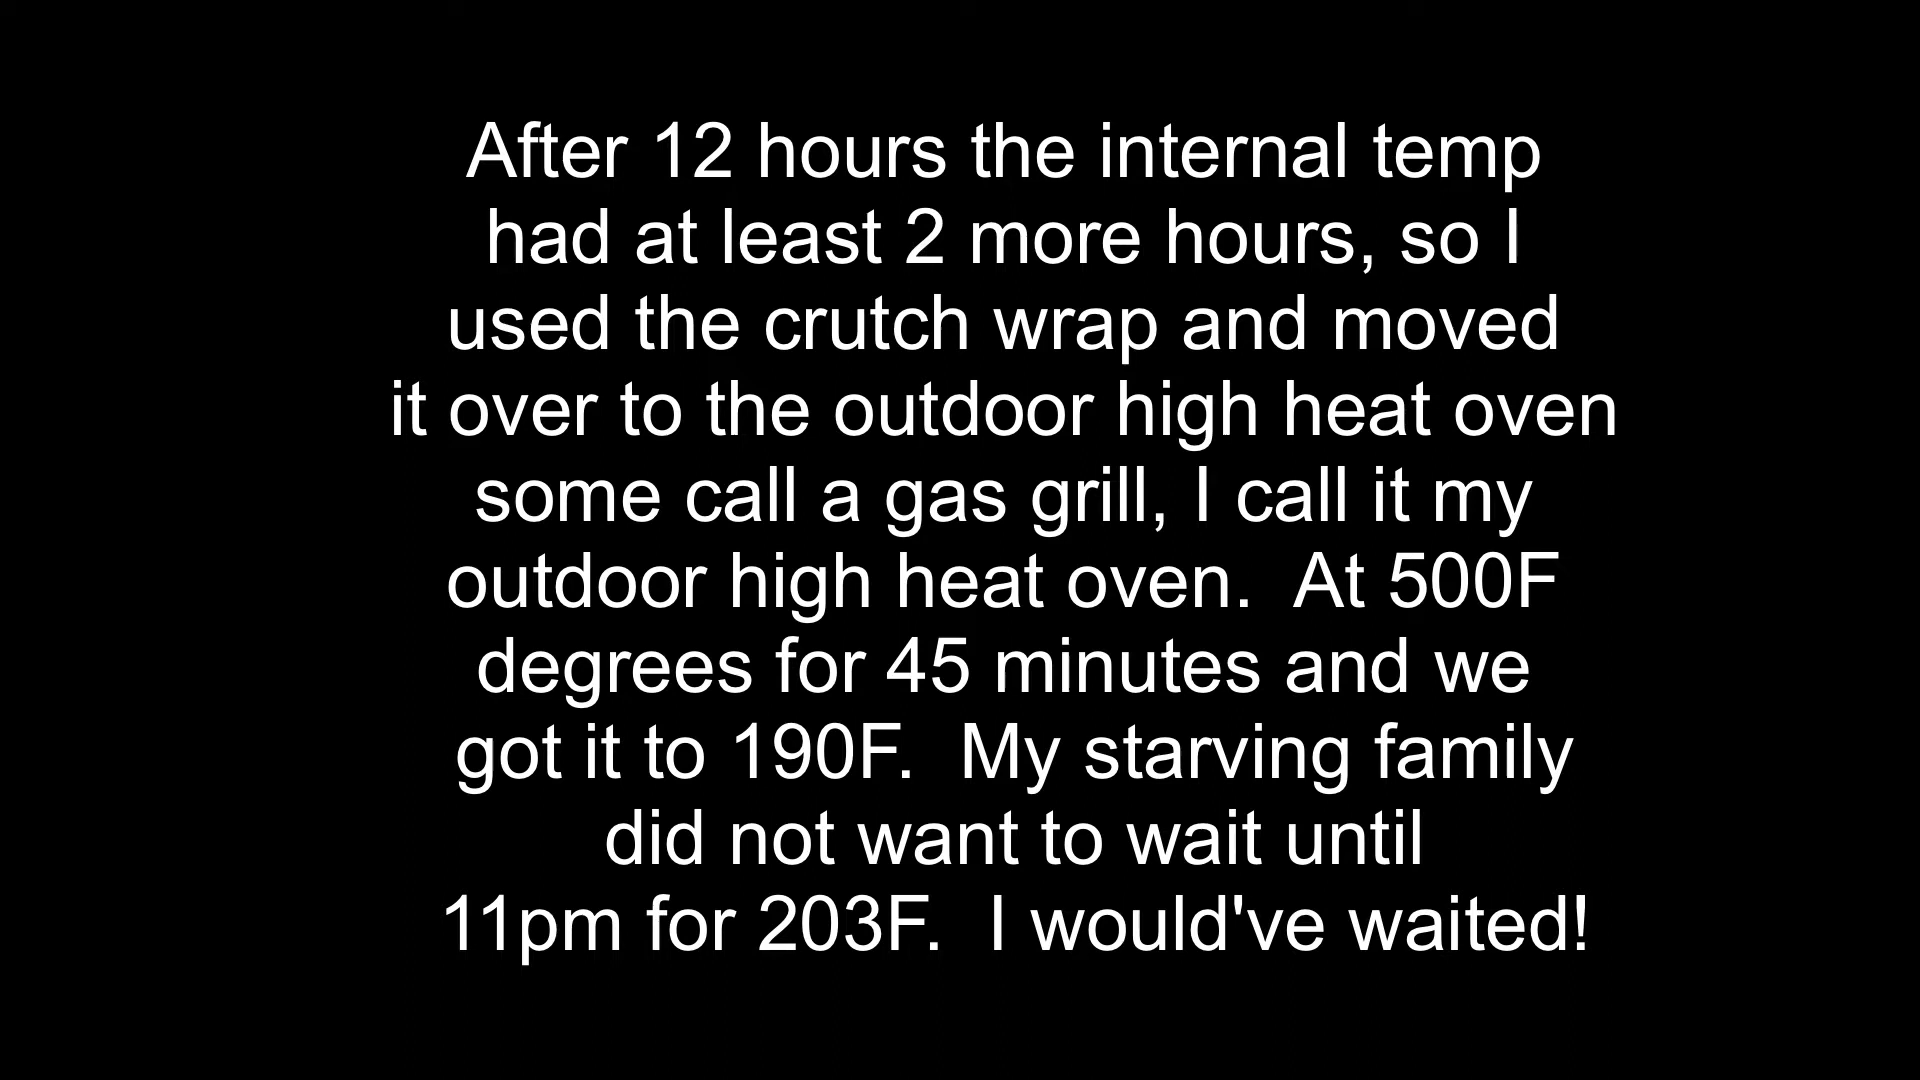 After 12 hours the internal temp
had at least 2 more hours, so I
used the crutch wrap and moved
it over to the outdoor high heat oven
some call a gas grill, I call it my
outdoor high heat oven.  At 500F
degrees for 45 minutes and we
got it to 190F.  My starving family
did not want to wait until
11pm for 203F.  I would've waited!